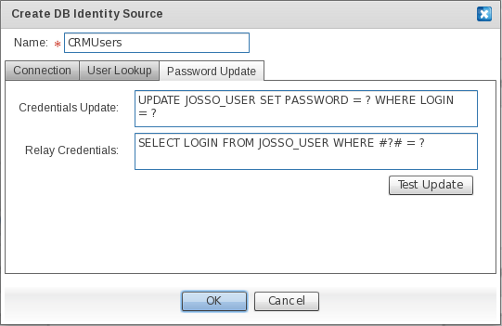 Create DB Identity Source
Name: * CRMUsers
Connection User Lookup Password Update
Credentials Update: UPDATE JOSSO_USER SET PASSWORD = ? WHERE LOGIN
= ?
Relay Credentials: SELECT LOGIN FROM JOSSO_USER WHERE #?# = ?
Test Update
OK Cancel